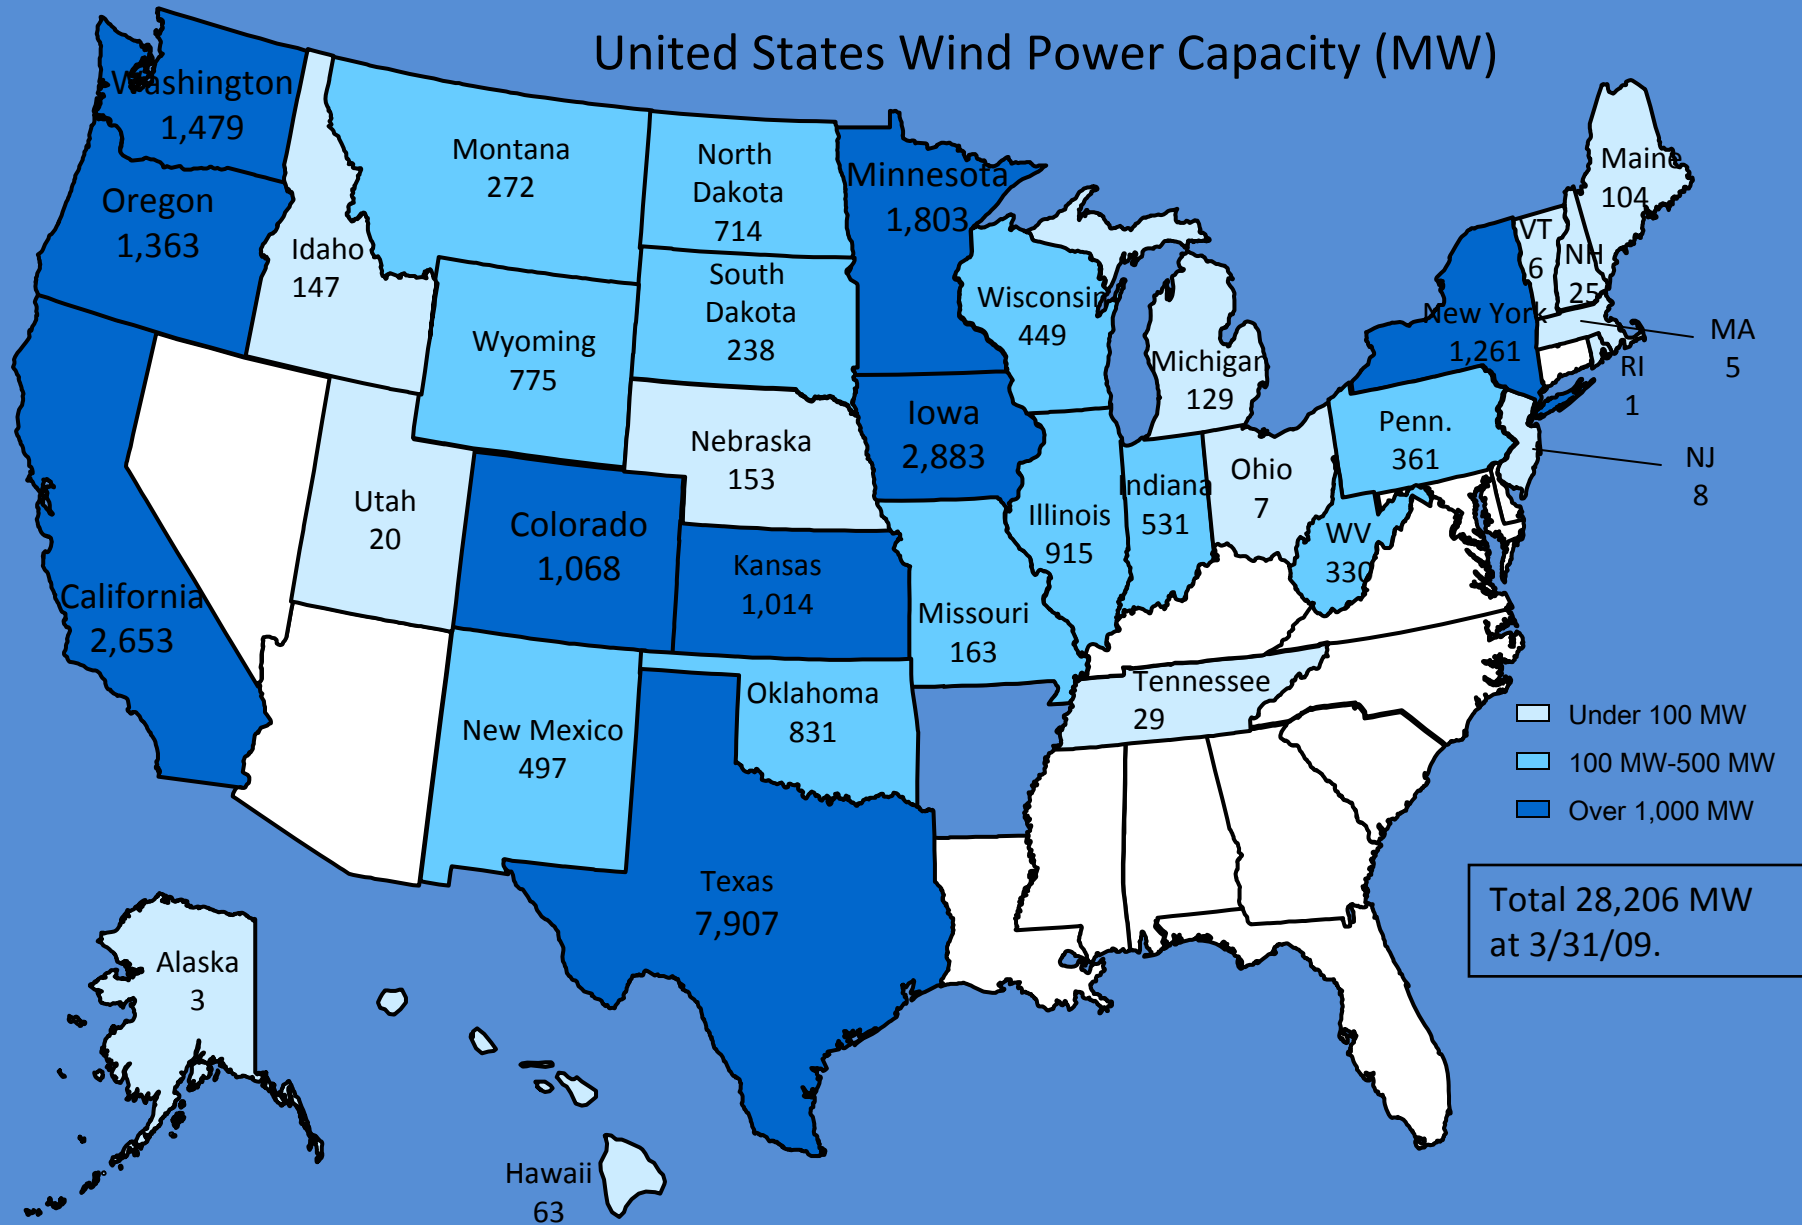 United States Wind Power Capacity (MW)
Washington
1,479
Oregon
1,363
California
2,653
Idaho
147
Montana
272
Wyoming
775
Utah
20
Colorado
1,068
New Mexico
497
North
Dakota
714
South
Dakota
238
Nebraska
153
Kansas
1,014
Oklahoma
831
Texas
7,907
Minnesota
1,803
Iowa
2,883
Missouri
163
Wisconsin
449
Illinois
915
Michigan
129
Indiana
531
Ohio
7
WV
330
Tennessee
29
Penn.
361
New York
1,261
VT
6
NH
25
Maine
104
MA
5
RI
1
NJ
8
Alaska
3
Hawaii
63
Under 100 MW
100 MW-500 MW
Over 1,000 MW
Total 28,206 MW
at 3/31/09.